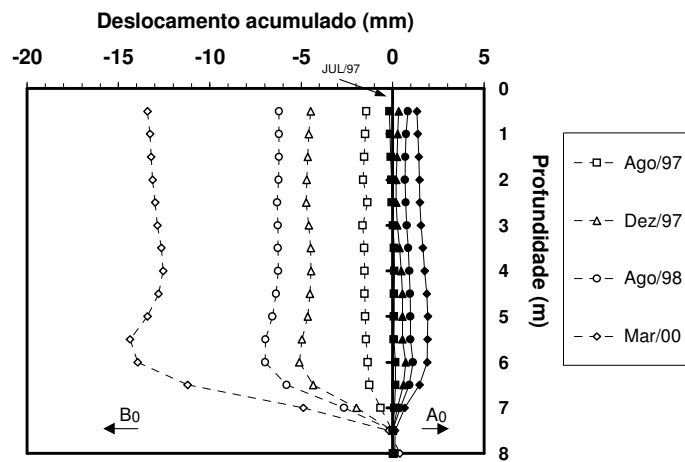 Deslocamento acumulado (mm)
-20 -15 -10 -5 0 5
JUL/97
0
1
2
3
4
5
6
7
8
Profundidade (m)
B0
A0
Ago/97
Dez/97
Ago/98
Mar/00